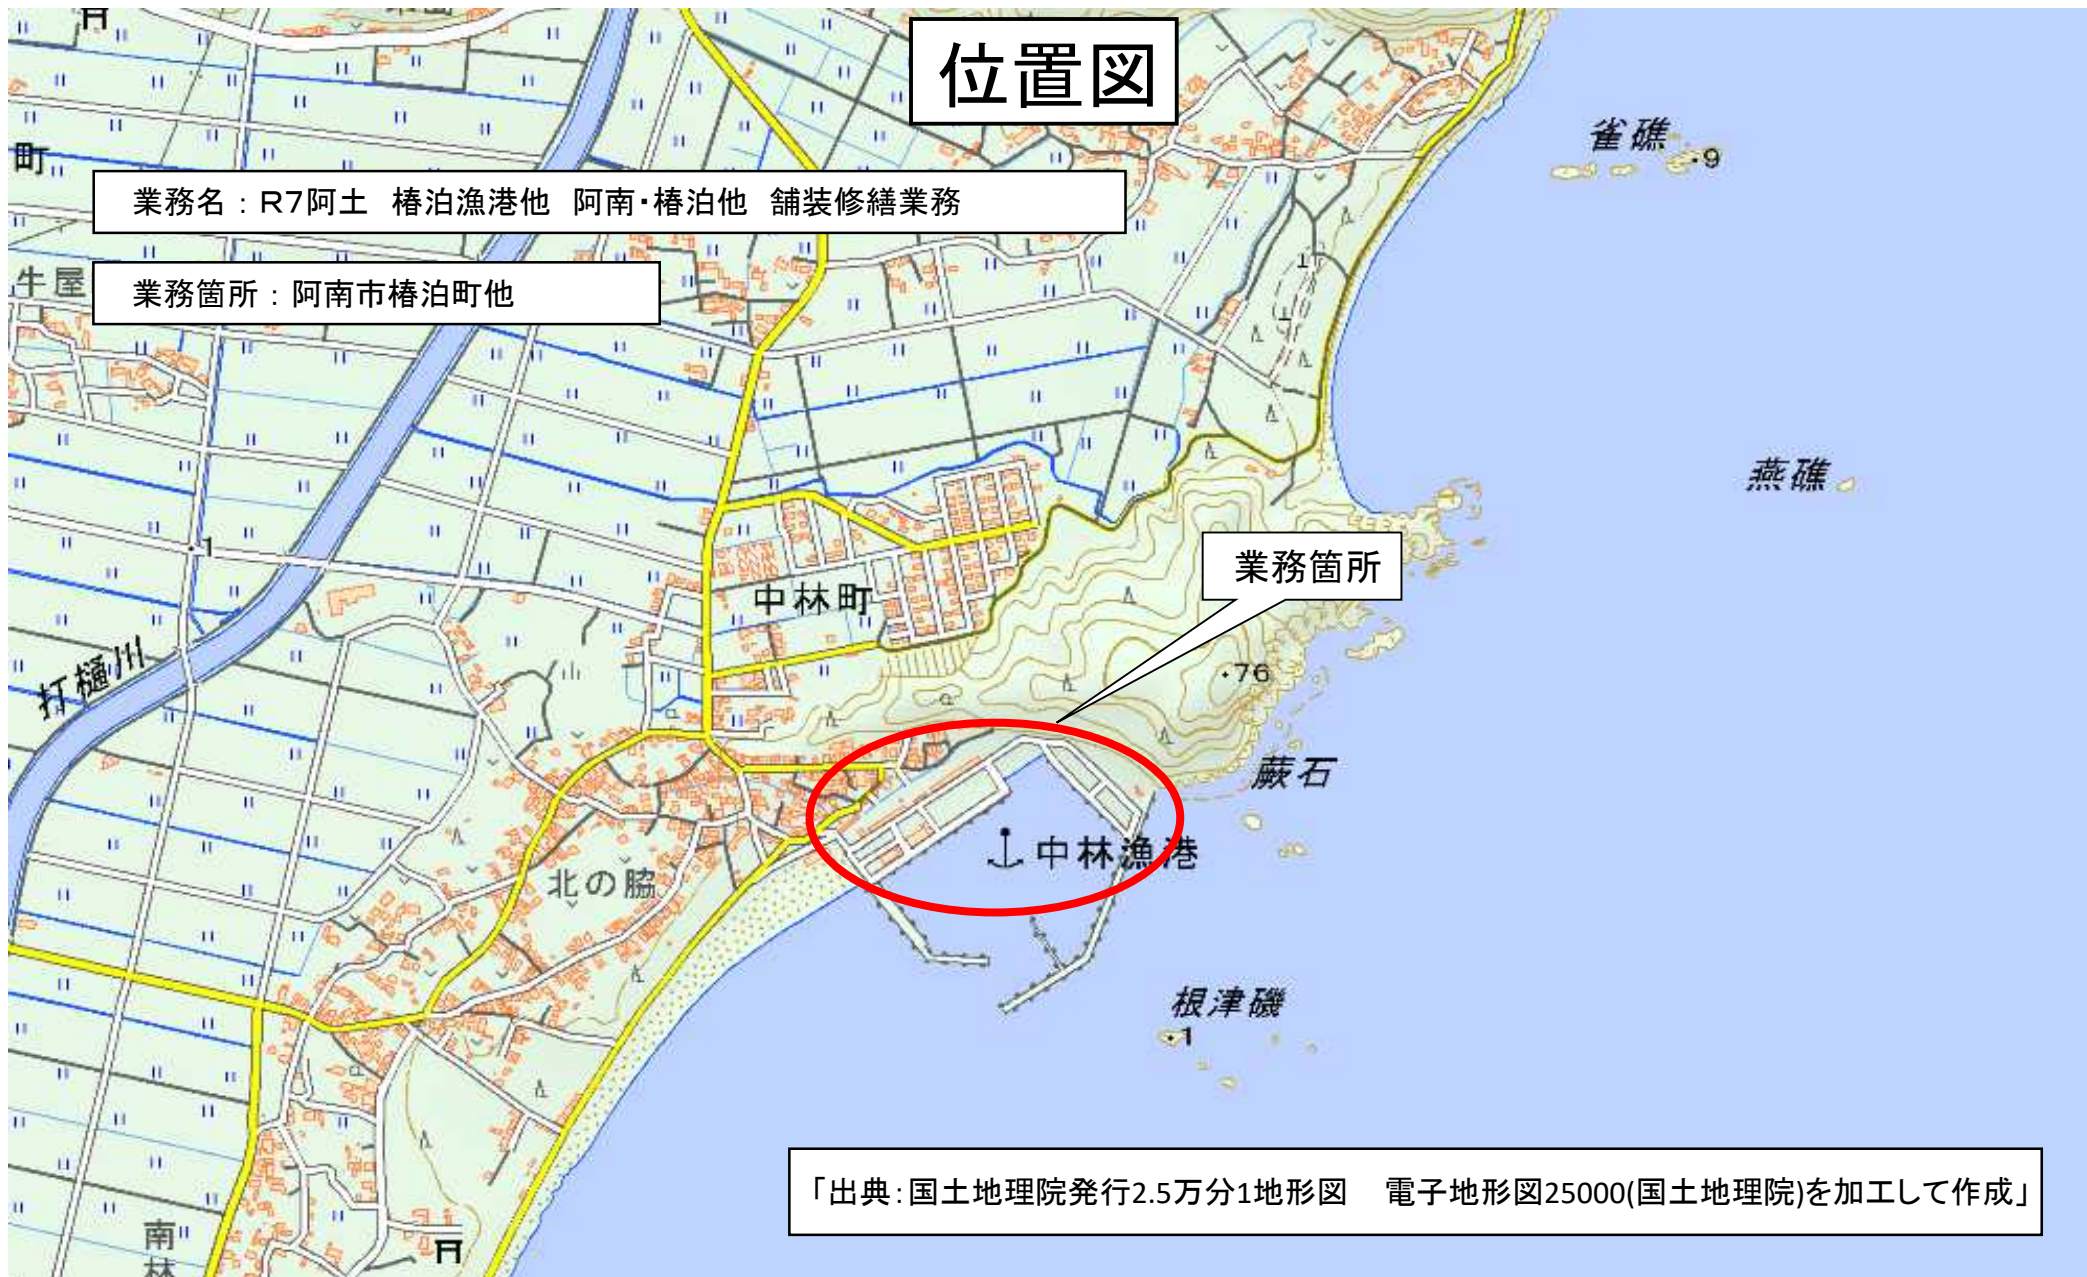 位置図
雀礁
・9
町
業務名：R7阿土　椿泊漁港他　阿南・椿泊他　舗装修繕業務
牛屋
業務箇所：阿南市椿泊町他
燕礁
・1
業務箇所
中林町
打樋川
・76
蕨石
中林漁港
北の脇
根津磯
・1
「出典：国土地理院発行2.5万分1地形図　電子地形図25000(国土地理院)を加工して作成」
南
林